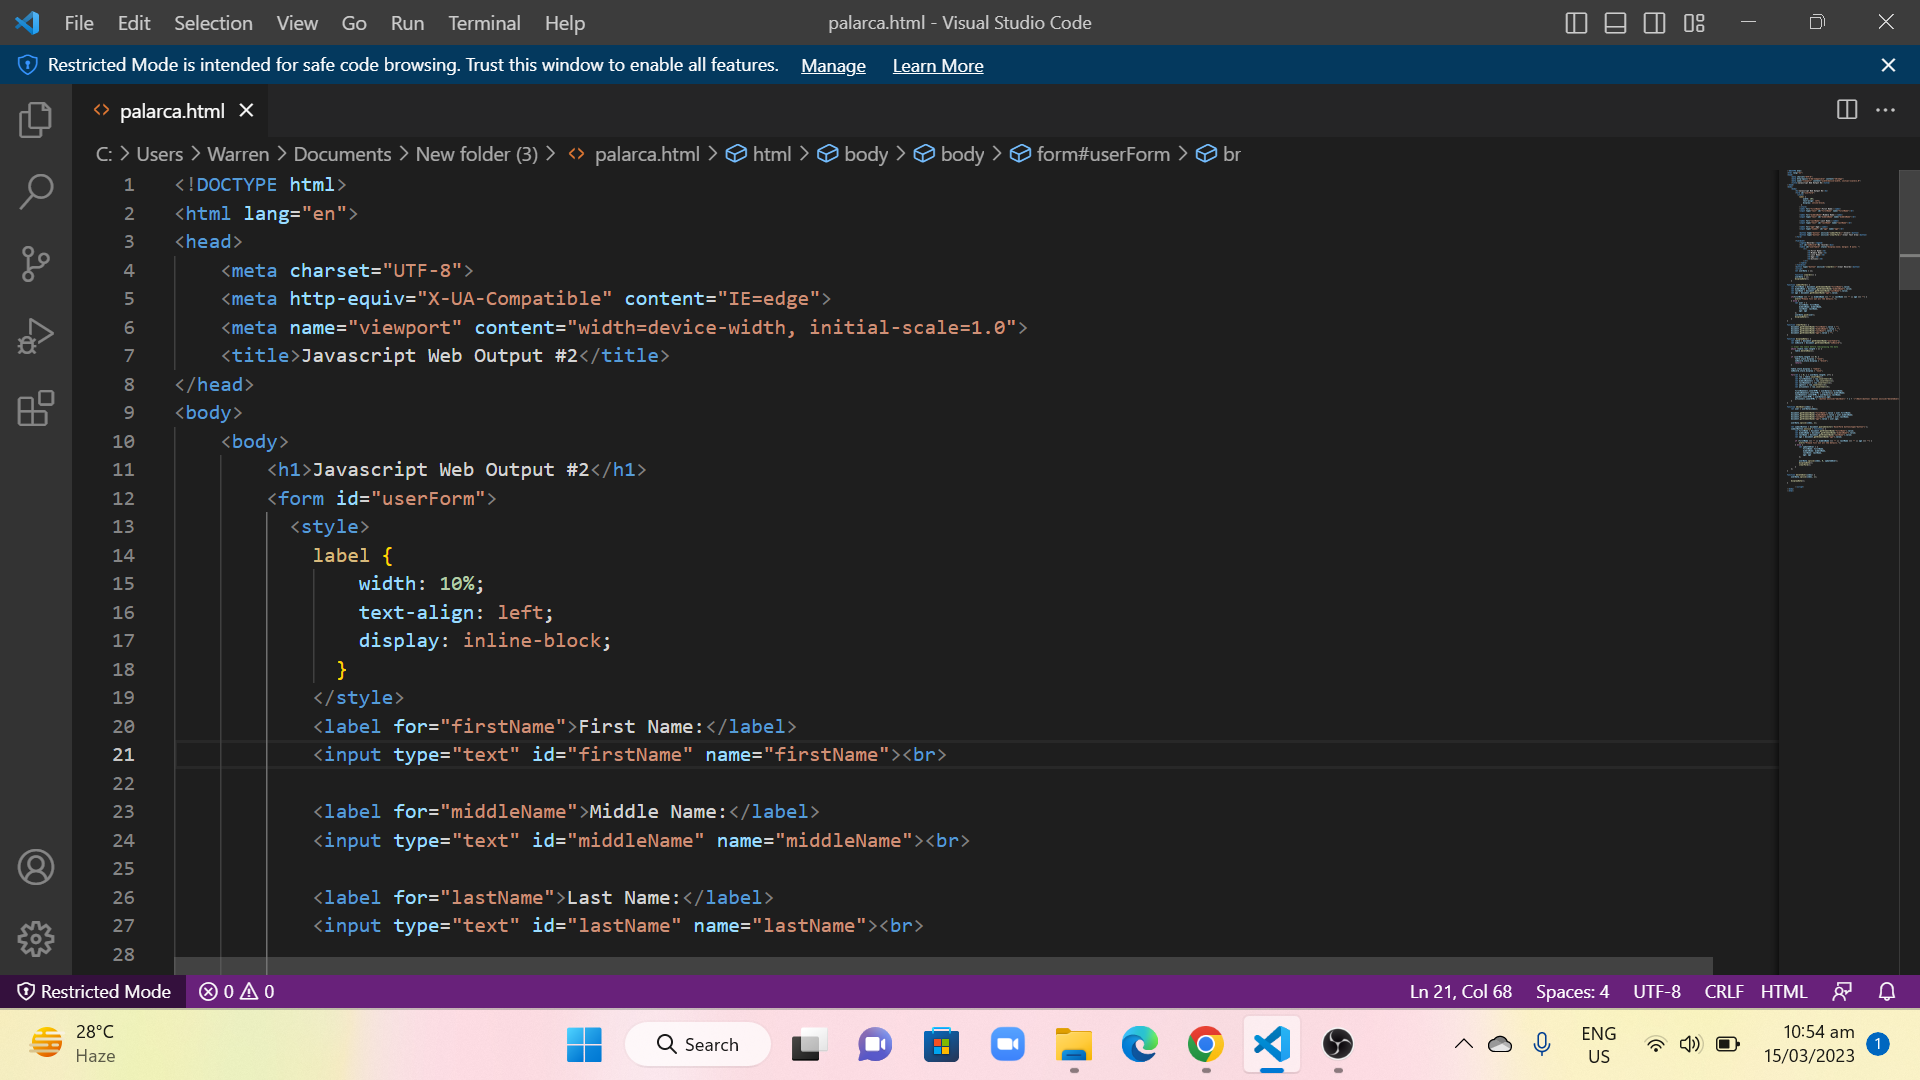 File Edit Selection View Go Run Terminal Help palarca.html - Visual Studio Code
Restricted Mode is intended for safe code browsing. Trust this window to enable all features. Manage Learn More
palarca.html
C: > Users > Warren > Documents > New folder (3) > palarca.html > html > body > body > form#userForm > br
1 <!DOCTYPE html>
2 <html lang="en">
3 <head>
4 <meta charset="UTF-8">
5 <meta http-equiv="X-UA-Compatible" content="IE=edge">
6 <meta name="viewport" content="width=device-width, initial-scale=1.0">
7 <title>Javascript Web Output #2</title>
8 </head>
9 <body>
10 <body>
11 <h1>Javascript Web Output #2</h1>
12 <form id="userForm">
13 <style>
14 label {
15 width: 10%;
16 text-align: left;
17 display: inline-block;
18 }
19 </style>
20 <label for="firstName">First Name:</label>
21 <input type="text" id="firstName" name="firstName"><br>
22
23 <label for="middleName">Middle Name:</label>
24 <input type="text" id="middleName" name="middleName"><br>
25
26 <label for="lastName">Last Name:</label>
27 <input type="text" id="lastName" name="lastName"><br>
28
Restricted Mode 0 0 Ln 21, Col 68 Spaces: 4 UTF-8 CRLF HTML
28°C
Haze
Search
ENG
US
10:54 am
15/03/2023
1